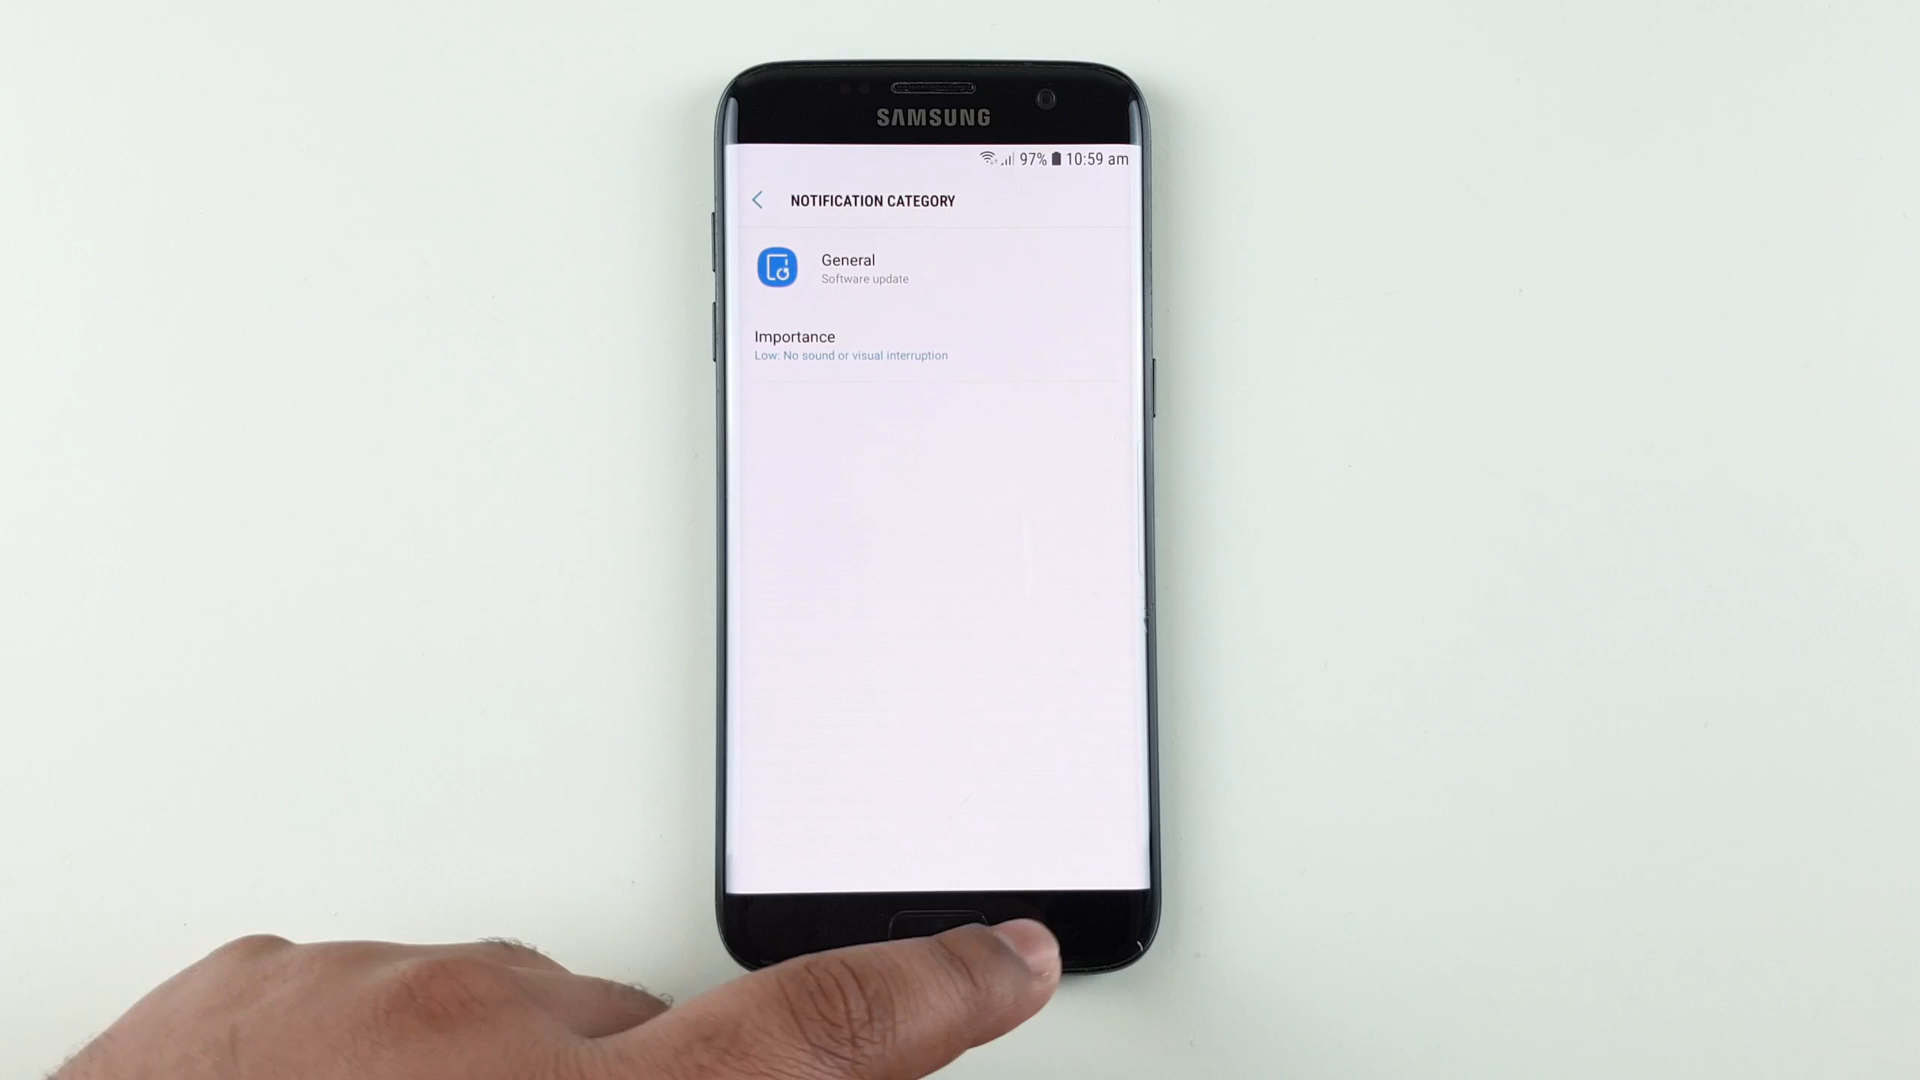 SAMSUNG
97% 10:59 am
NOTIFICATION CATEGORY
General
Software update
Importance
Low: No sound or visual interruption